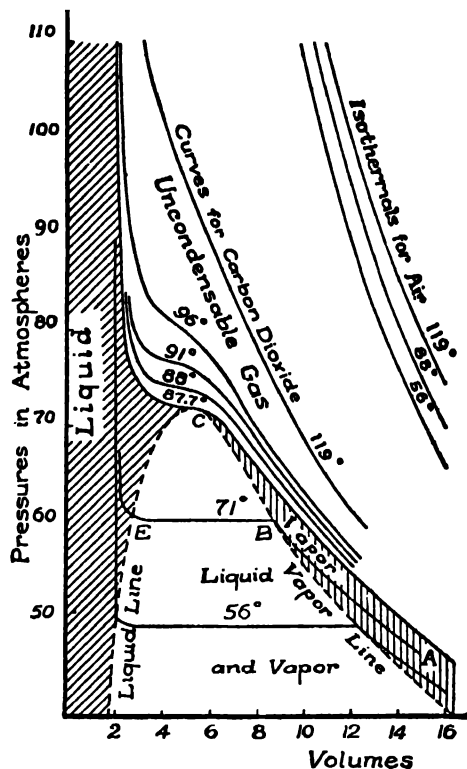 110
100
90
80
70
60
50
Pressures in Atmospheres
Liquid
Curves for Carbon Dioxide
Uncondensable Gas
Isothermals for Air
119°
88°
56°
96°
91°
88°
87.7°
C
119°
71°
E
B
Vapor
Liquid
Vapor Line
56°
Liquid Line
and Vapor
A
2
4
6
8
10
12
14
16
Volumes